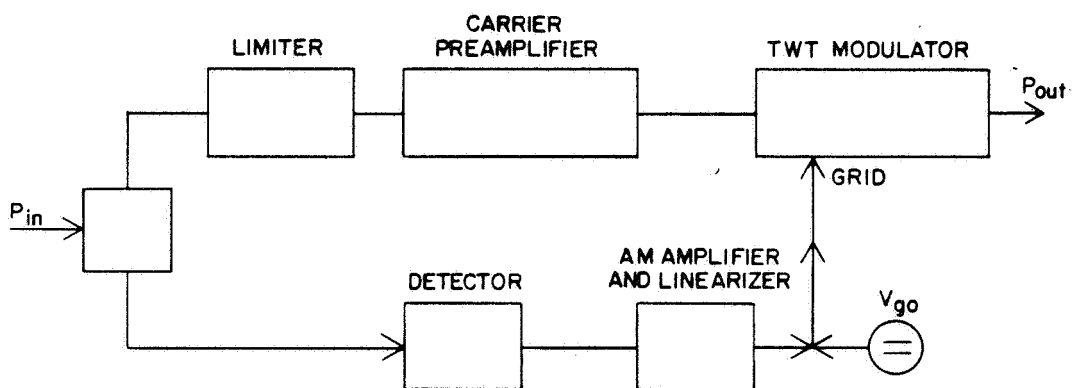 LIMITER
CARRIER
PREAMPLIFIER
TWT MODULATOR
Pout
GRID
Pin
DETECTOR
AM AMPLIFIER
AND LINEARIZER
Vgo